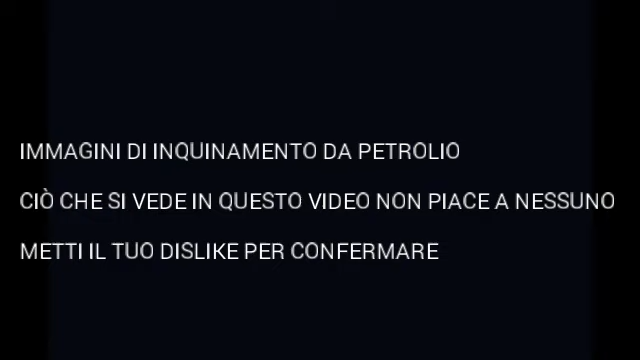 IMMAGINI DI INQUINAMENTO DA PETROLIO
CIÒ CHE SI VEDE IN QUESTO VIDEO NON PIACE A NESSUNO
METTI IL TUO DISLIKE PER CONFERMARE